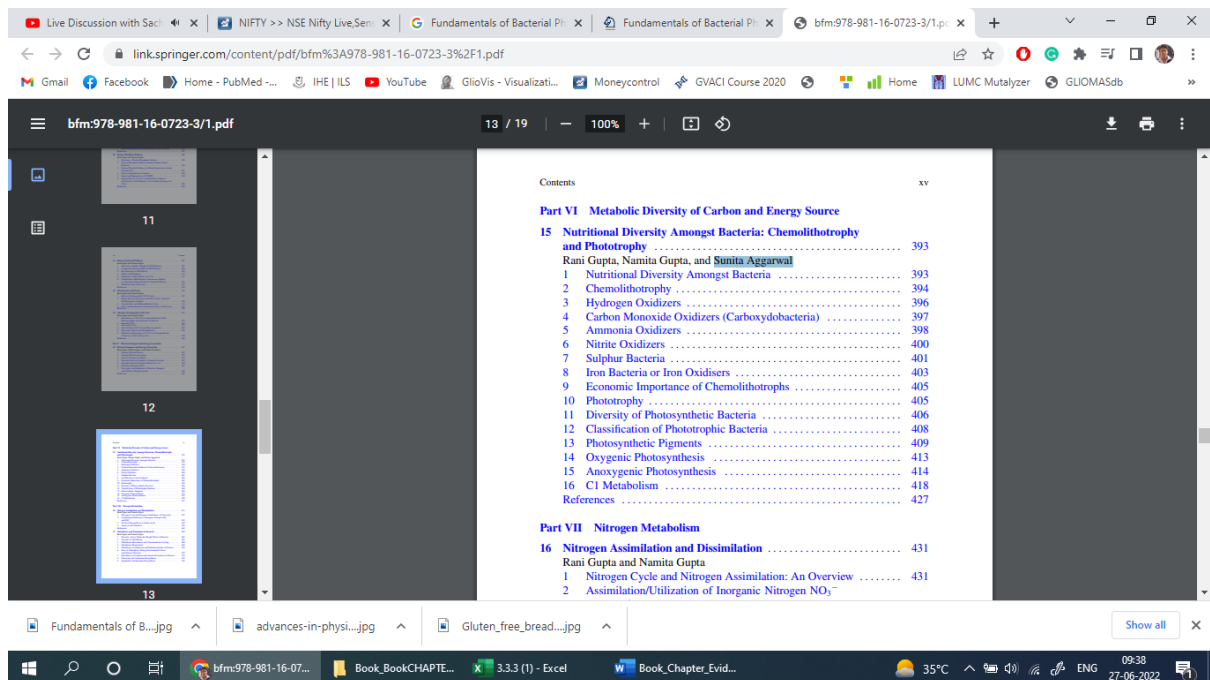 Live Discussion with Sach
NIFTY >> NSE Nifty Live,Sen
Fundamentals of Bacterial Ph
Fundamentals of Bacterial Ph
bfm:978-981-16-0723-3/1.pc
link.springer.com/content/pdf/bfm%3A978-981-16-0723-3%2F1.pdf
Gmail
Facebook
Home - PubMed -...
IHE | ILS
YouTube
GlioVis - Visualizati...
Moneycontrol
GVACI Course 2020
Home
LUMC Mutalyzer
GLIOMASdb
»
bfm:978-981-16-0723-3/1.pdf
13 / 19
100%
11
12
13
Contents xv
Part VI Metabolic Diversity of Carbon and Energy Source
15 Nutritional Diversity Amongst Bacteria: Chemolithotrophy
and Phototrophy 393
Rani Gupta, Namita Gupta, and Sunita Aggarwal
1 Nutritional Diversity Amongst Bacteria 393
2 Chemolithotrophy 394
3 Hydrogen Oxidizers 396
4 Carbon Monoxide Oxidizers (Carboxydobacteria) 397
5 Ammonia Oxidizers 398
6 Nitrite Oxidizers 400
7 Sulphur Bacteria 401
8 Iron Bacteria or Iron Oxidisers 403
9 Economic Importance of Chemolithotrophs 405
10 Phototrophy 405
11 Diversity of Photosynthetic Bacteria 406
12 Classification of Phototrophic Bacteria 408
13 Photosynthetic Pigments 409
14 Oxygenic Photosynthesis 413
15 Anoxygenic Photosynthesis 414
16 C1 Metabolism 418
References 427
Part VII Nitrogen Metabolism
16 Nitrogen Assimilation and Dissimilation 431
Rani Gupta and Namita Gupta
1 Nitrogen Cycle and Nitrogen Assimilation: An Overview 431
2 Assimilation/Utilization of Inorganic Nitrogen NO₃⁻
Fundamentals of B....jpg
advances-in-physi....jpg
Gluten_free_bread....jpg
Show all
bfm:978-981-16-07...
Book_BookCHAPTE...
3.3.3 (1) - Excel
Book_Chapter_Evid...
35°C
ENG
09:38
27-06-2022
1